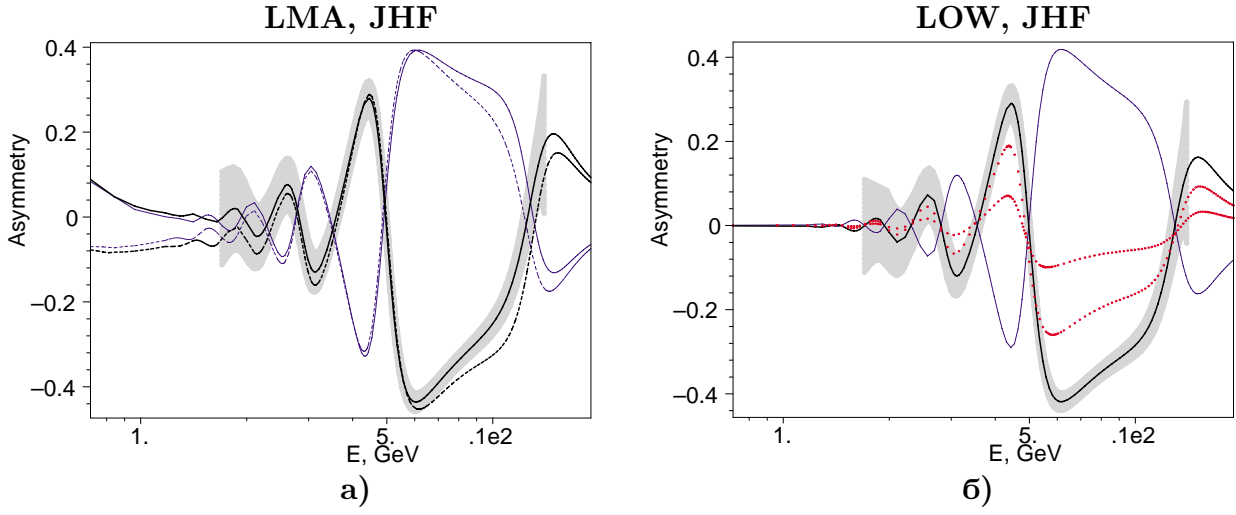 LMA, JHF
LOW, JHF
Asymmetry
0.4
0.2
0
−0.2
−0.4
1.
5.
.1e2
E, GeV
а)
Asymmetry
0.4
0.2
0
−0.2
−0.4
1.
5.
.1e2
E, GeV
б)